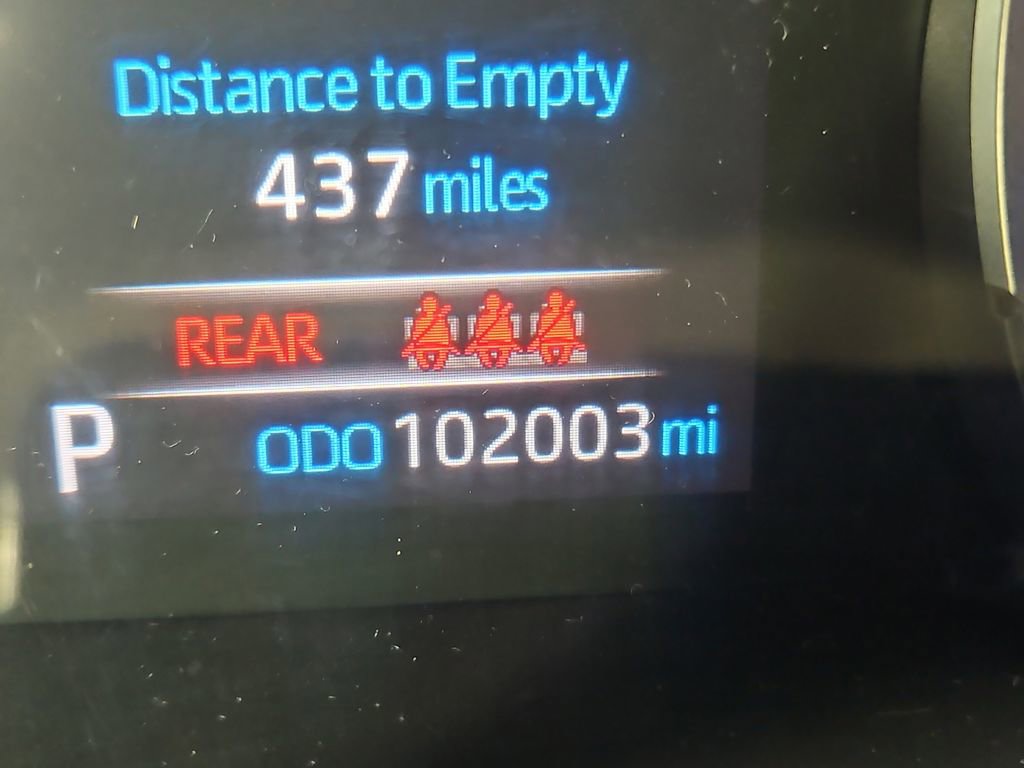 Distance to Empty
437 miles
REAR
P ODO 102003 mi